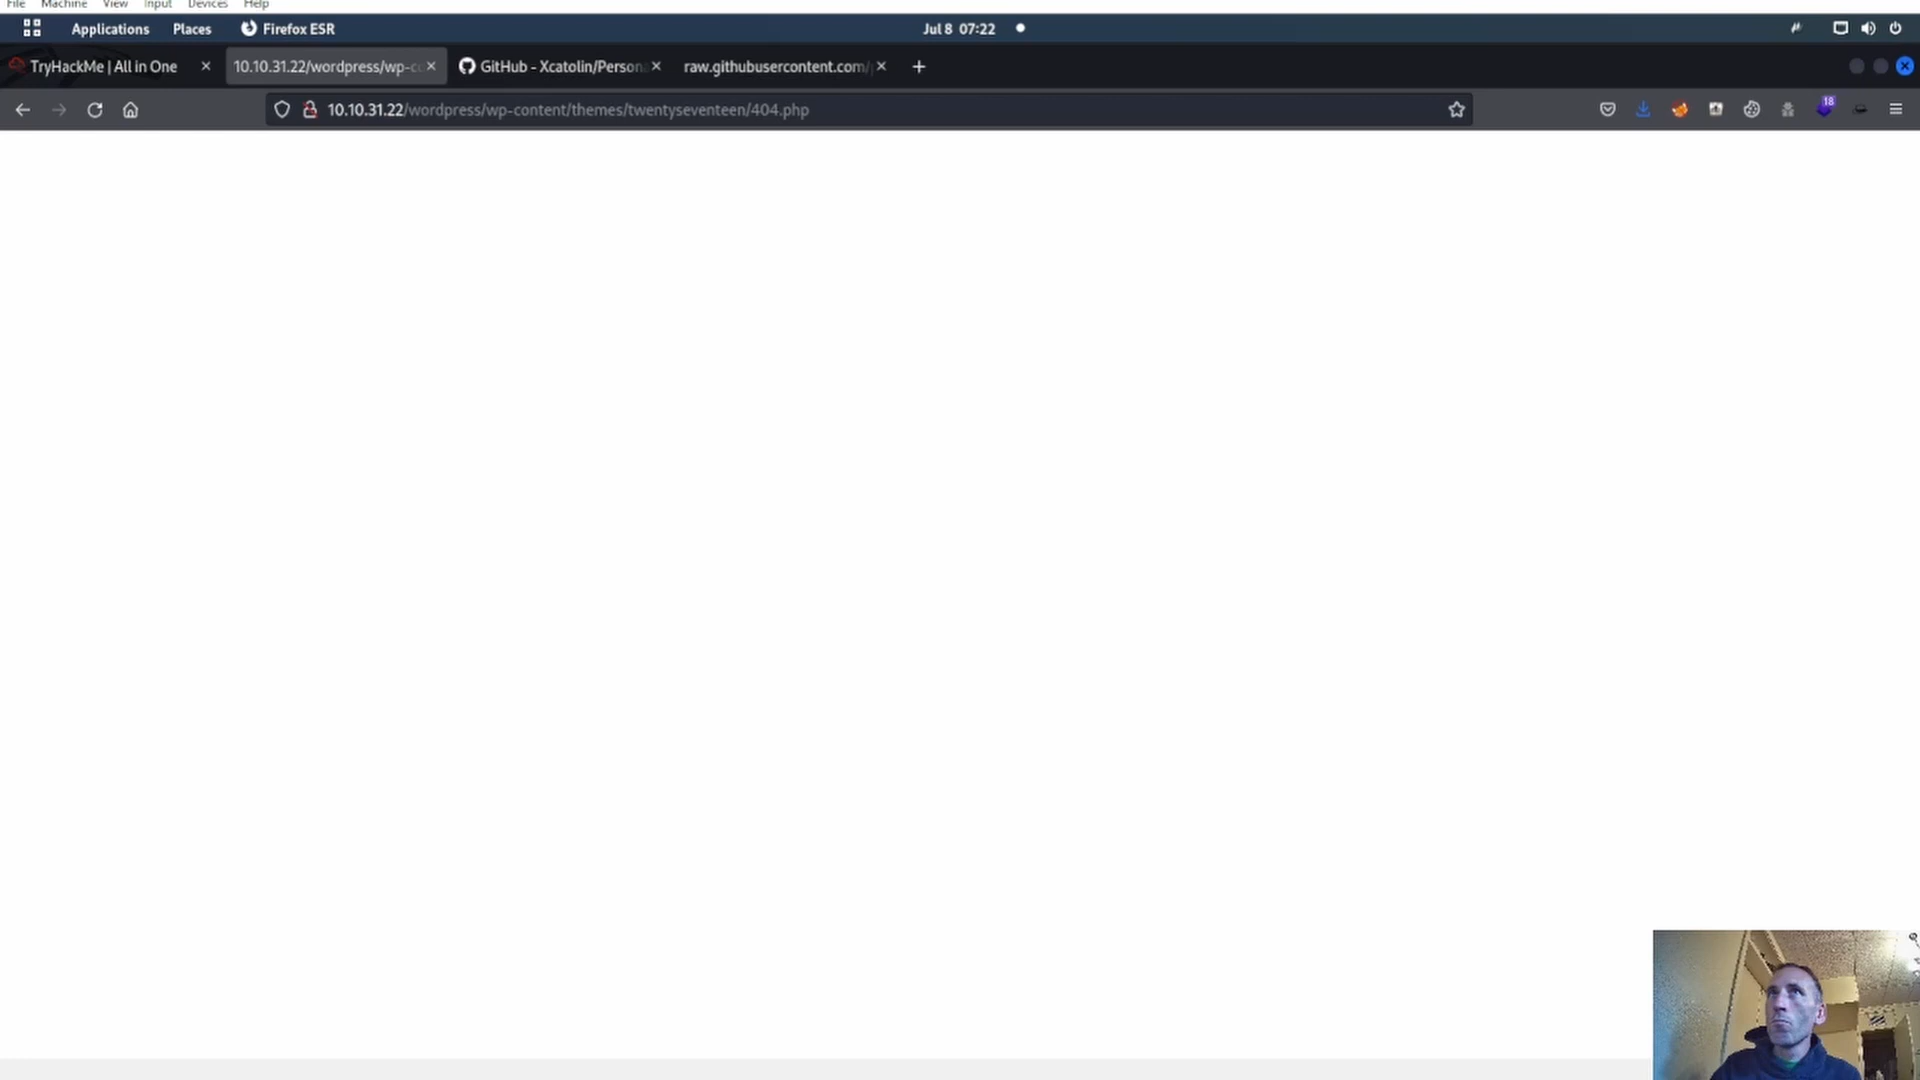 File Machine View Input Devices Help
Applications Places Firefox ESR Jul 8 07:22
TryHackMe | All in One 10.10.31.22/wordpress/wp-c GitHub - Xcatolin/Person raw.githubusercontent.com/
10.10.31.22/wordpress/wp-content/themes/twentyseventeen/404.php 18